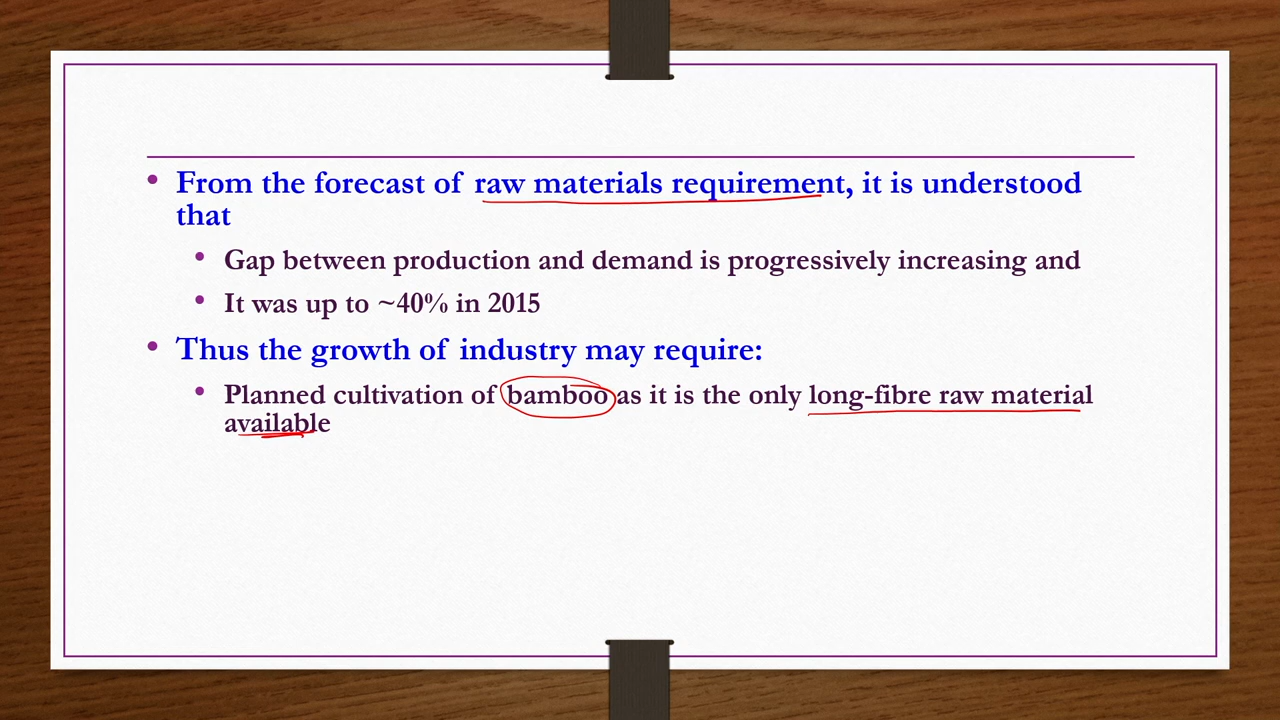 • From the forecast of raw materials requirement, it is understood
that
• Gap between production and demand is progressively increasing and
• It was up to ~40% in 2015
• Thus the growth of industry may require:
• Planned cultivation of bamboo as it is the only long-fibre raw material
available